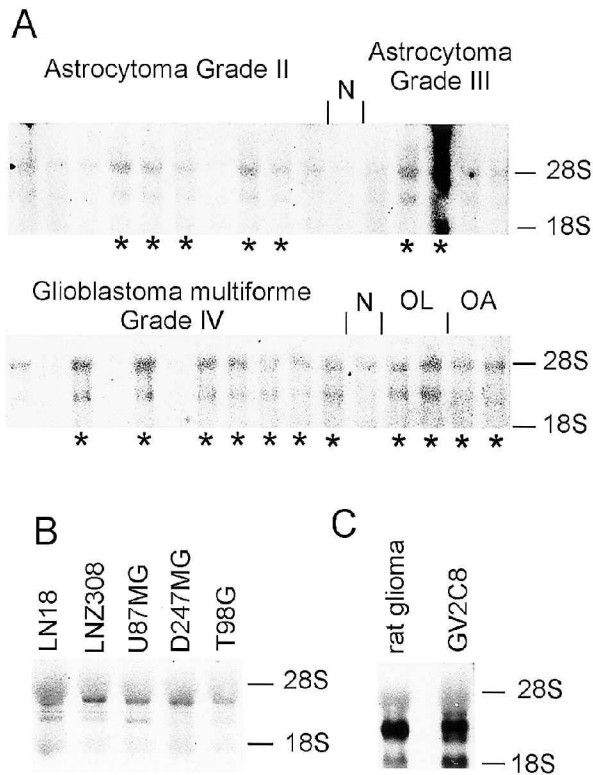 A
Astrocytoma Grade II
N
Astrocytoma
Grade III
28S
18S
* * * * * * *
Glioblastoma multiforme
Grade IV
N
OL
OA
28S
18S
* * * * * * * * * * *
B
LN18
LNZ308
U87MG
D247MG
T98G
28S
18S
C
rat glioma
GV2C8
28S
18S